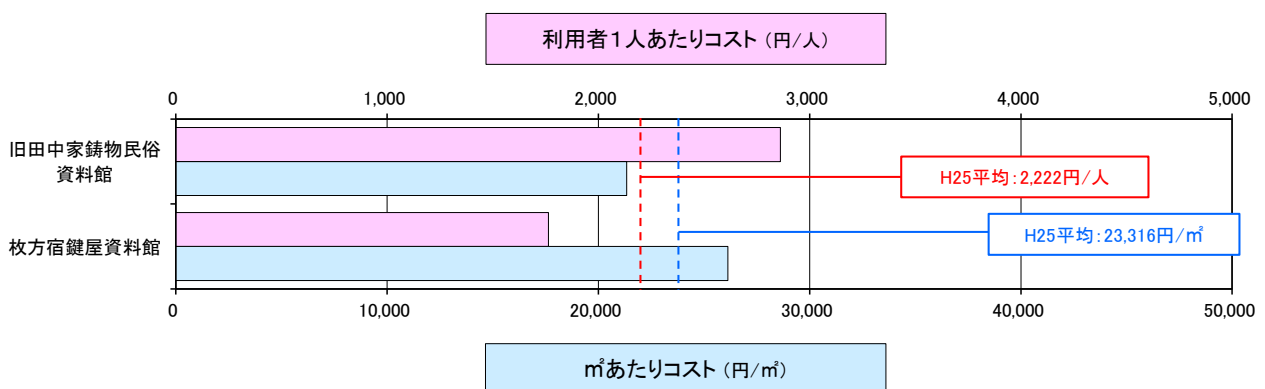 利用者１人あたりコスト（円/人）
0 1,000 2,000 3,000 4,000 5,000
旧田中家鋳物民俗
資料館
H25平均：2,222円/人
枚方宿鍵屋資料館
H25平均：23,316円/㎡
0 10,000 20,000 30,000 40,000 50,000
㎡あたりコスト（円/㎡）